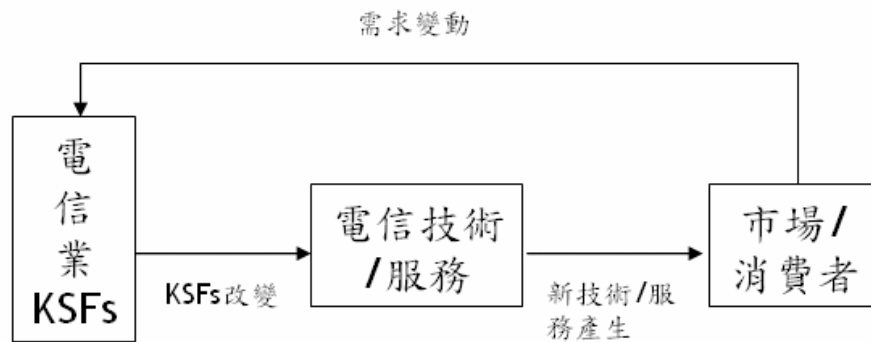 需求變動
電
信
業
KSFs
KSFs改變
電信技術
/服務
新技術/服
務產生
市場/
消費者